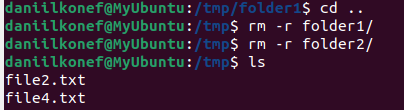 daniilkonef@MyUbuntu:/tmp/folder1$ cd ..
daniilkonef@MyUbuntu:/tmp$ rm -r folder1/
daniilkonef@MyUbuntu:/tmp$ rm -r folder2/
daniilkonef@MyUbuntu:/tmp$ ls
file2.txt
file4.txt